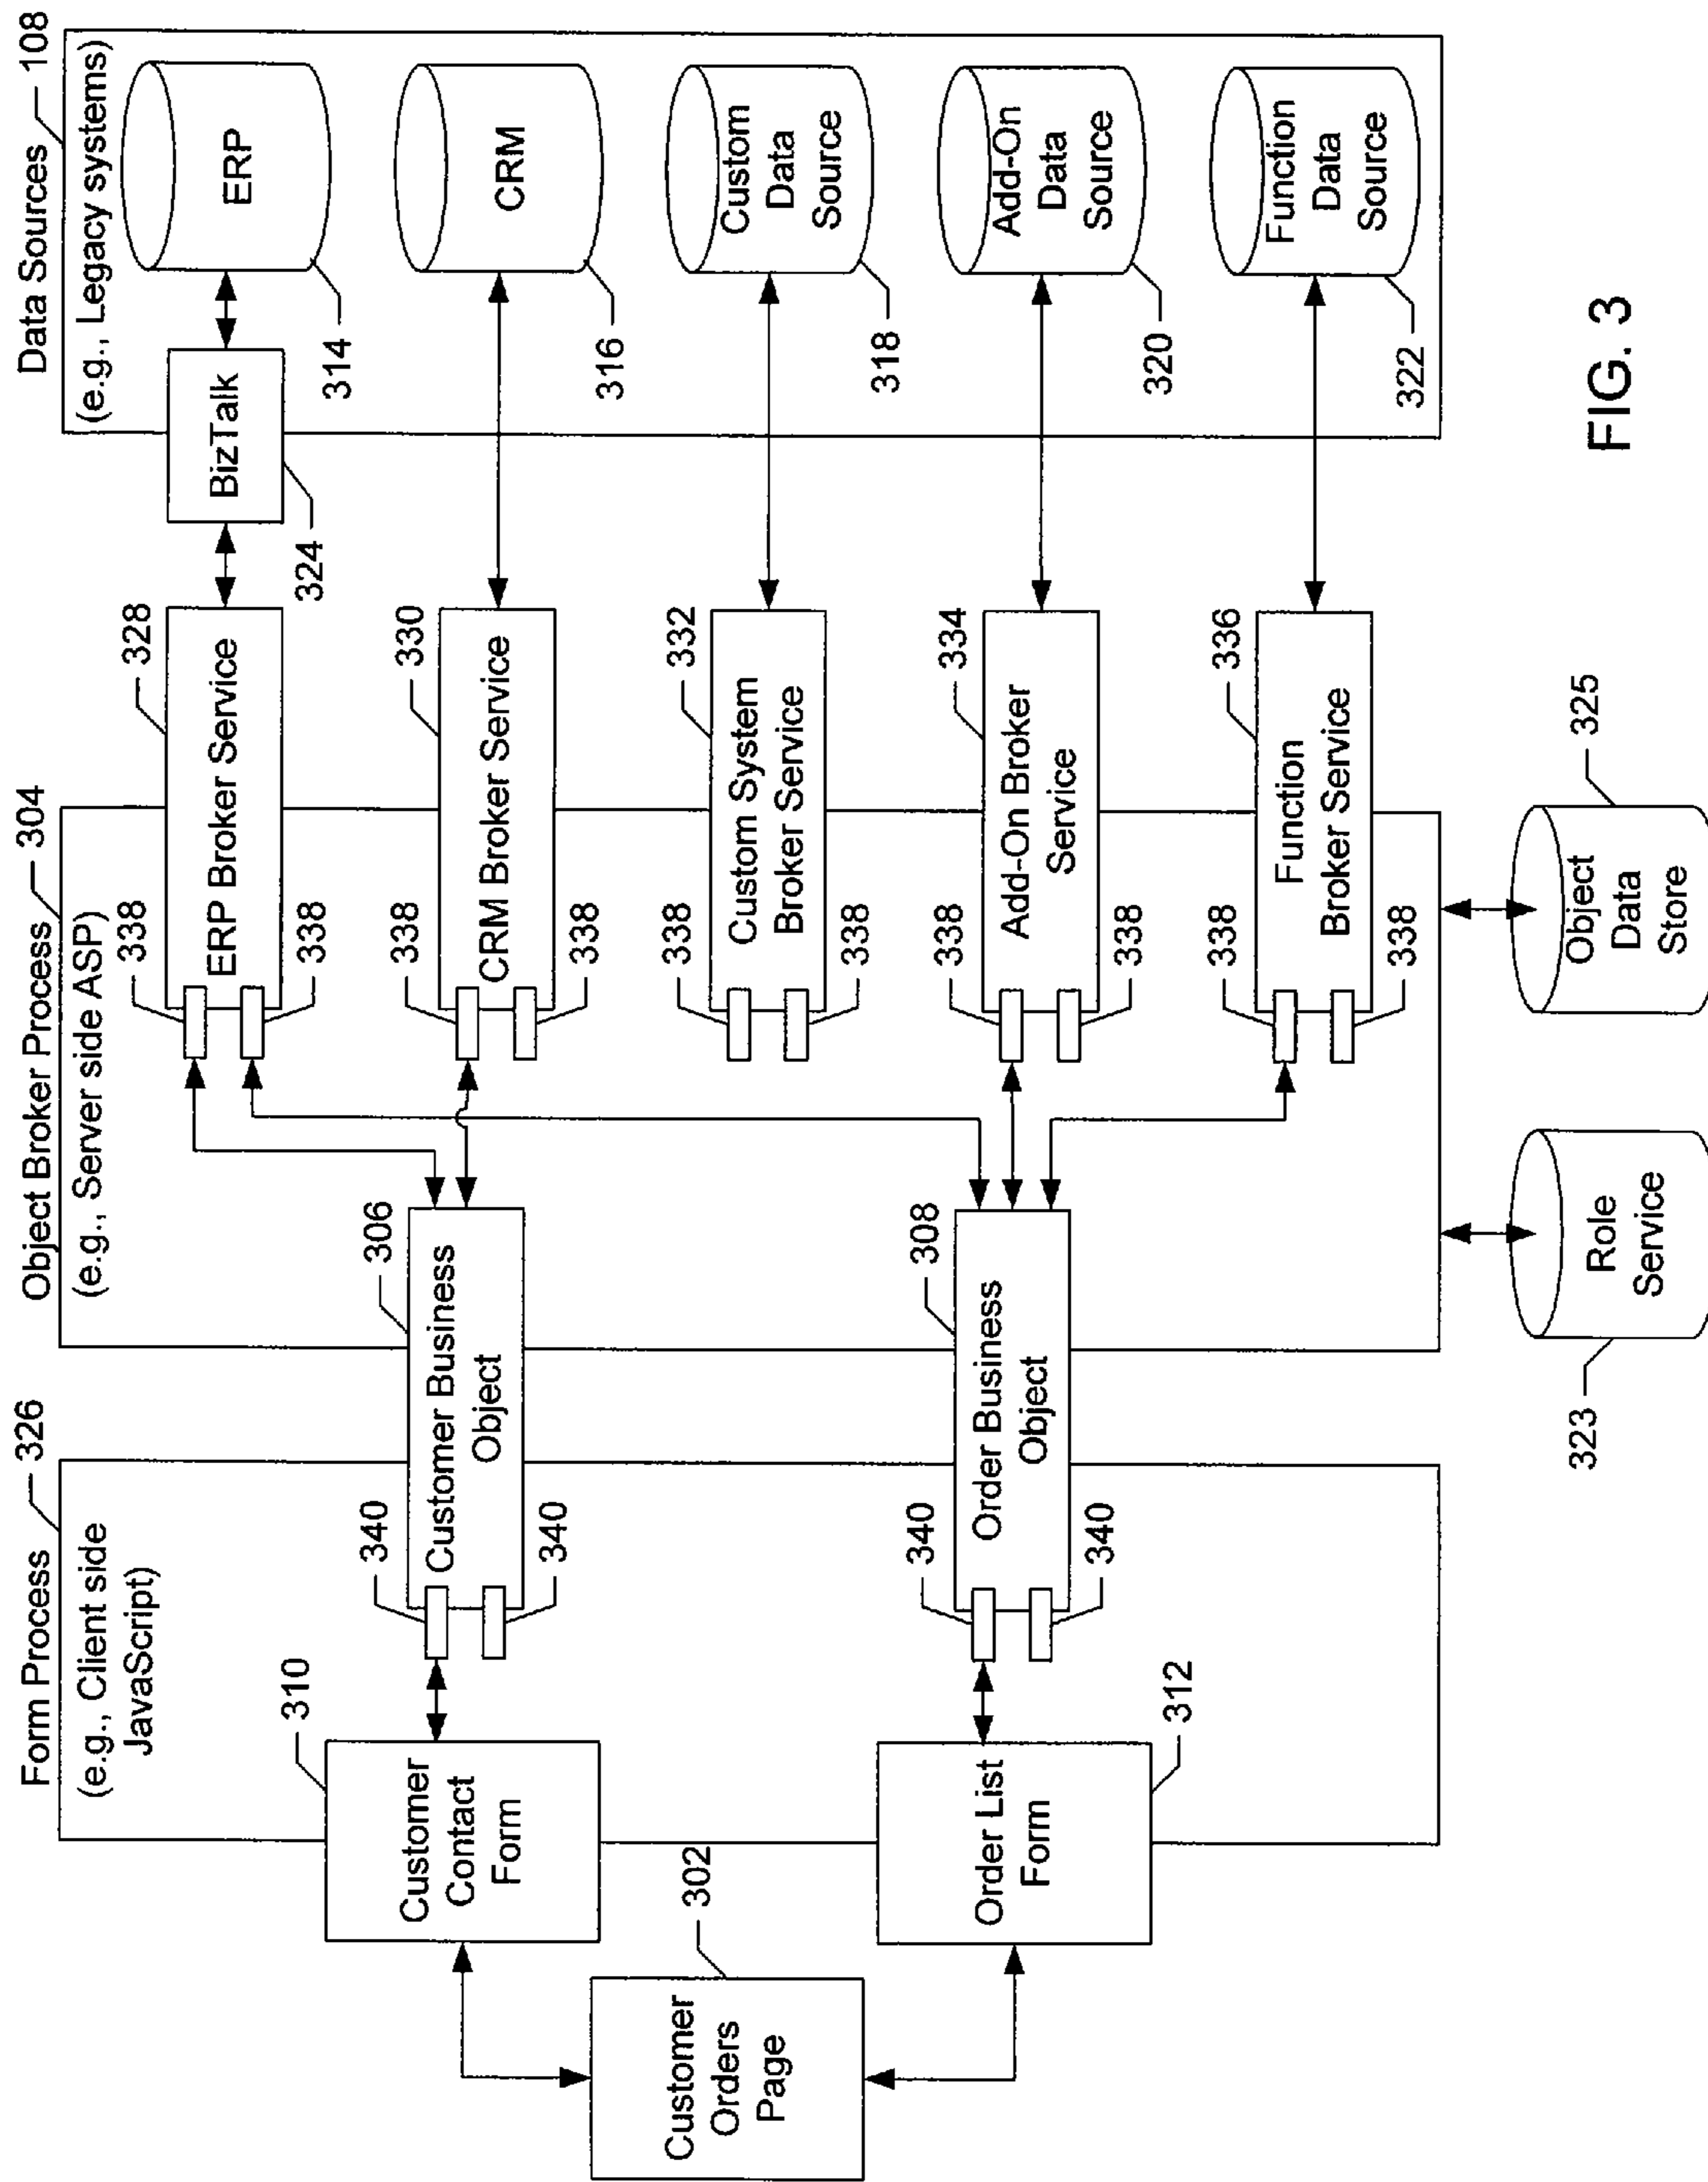 Form Process 326
(e.g., Client side
JavaScript)
Object Broker Process 304
(e.g., Server side ASP)
Data Sources 108
(e.g., Legacy systems)
Customer
Orders
Page
302
Customer
Contact
Form
310
Order List
Form
312
340
340
Customer Business
Object
306
340
340
Order Business
Object
308
338
338
ERP Broker Service
328
338
338
CRM Broker Service
330
338
338
Custom System
Broker Service
332
338
338
Add-On Broker
Service
334
338
338
Function
Broker Service
336
BizTalk
324
ERP
314
CRM
316
Custom
Data
Source
318
Add-On
Data
Source
320
Function
Data
Source
322
Role
Service
323
Object
Data
Store
325
FIG. 3